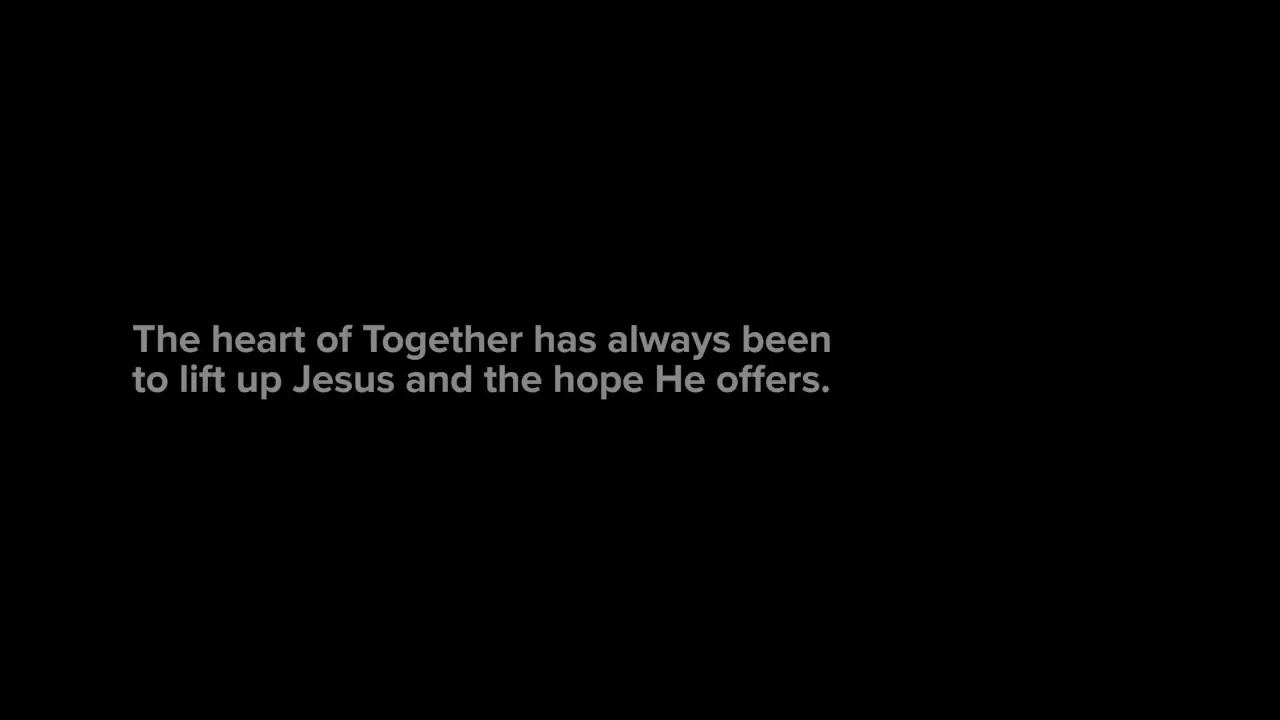 The heart of Together has always been
to lift up Jesus and the hope He offers.